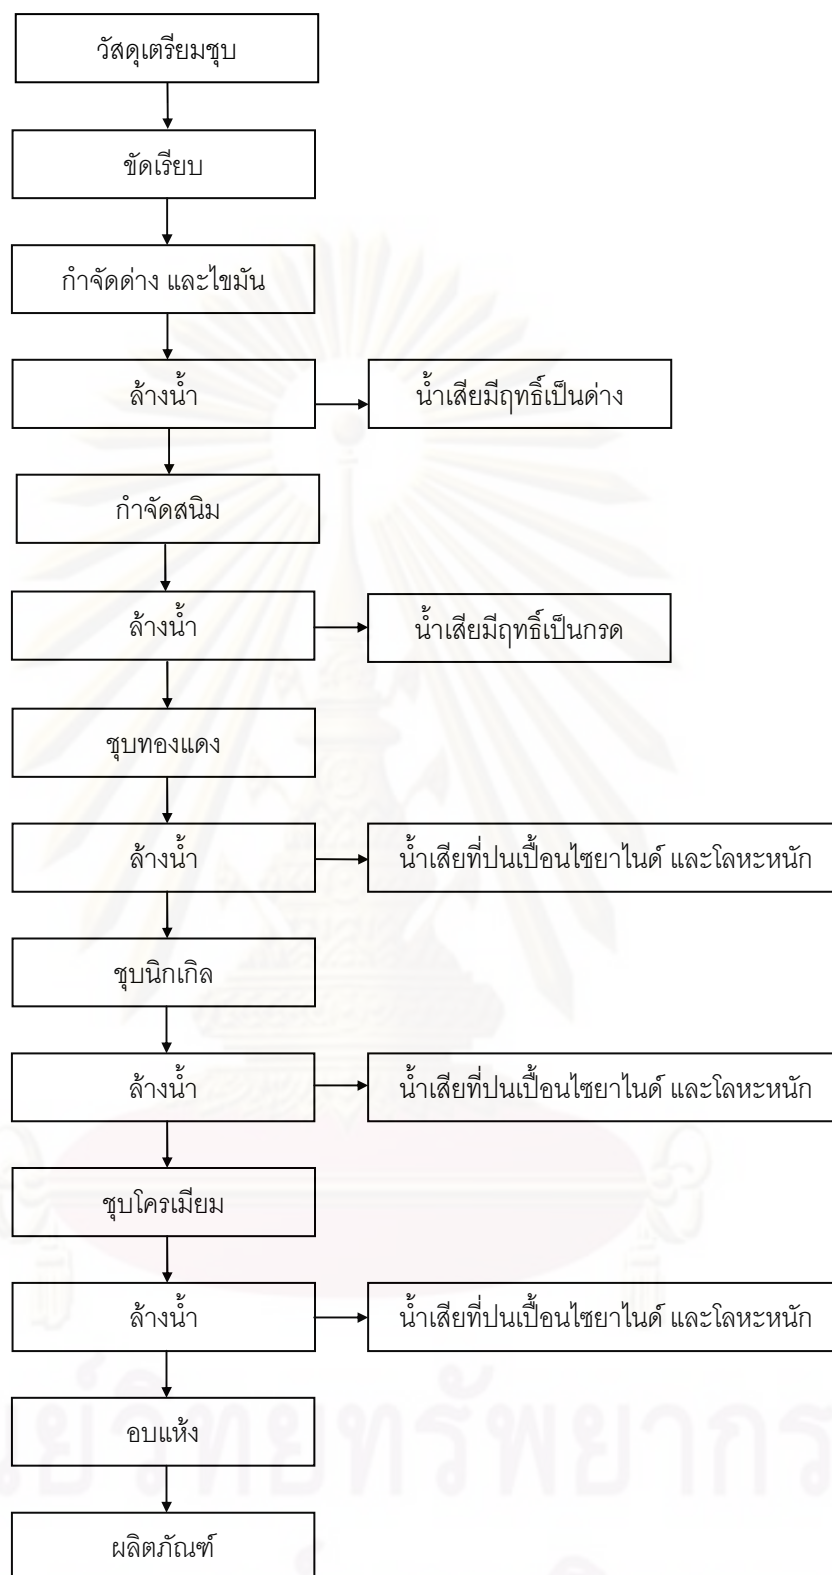 วัสดุเตรียมชุบ
ขัดเรียบ
กำจัดด่าง และไขมัน
ล้างน้ำ
น้ำเสียมีฤทธิ์เป็นด่าง
กำจัดสนิม
ล้างน้ำ
น้ำเสียมีฤทธิ์เป็นกรด
ชุบทองแดง
ล้างน้ำ
น้ำเสียที่ปนเปื้อนไซยาไนด์ และโลหะหนัก
ชุบนิกเกิล
ล้างน้ำ
น้ำเสียที่ปนเปื้อนไซยาไนด์ และโลหะหนัก
ชุบโครเมียม
ล้างน้ำ
น้ำเสียที่ปนเปื้อนไซยาไนด์ และโลหะหนัก
อบแห้ง
ผลิตภัณฑ์